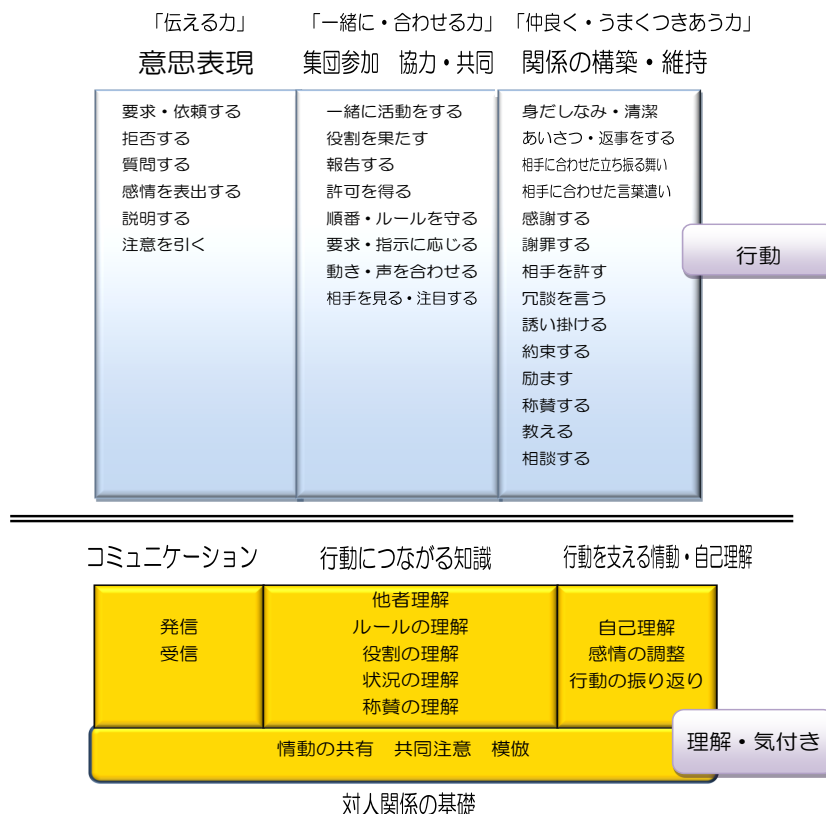 「伝える力」
意思表現
要求・依頼する
拒否する
質問する
感情を表出する
説明する
注意を引く
「一緒に・合わせる力」
集団参加　協力・共同
一緒に活動をする
役割を果たす
報告する
許可を得る
順番・ルールを守る
要求・指示に応じる
動き・声を合わせる
相手を見る・注目する
「仲良く・うまくつきあう力」
関係の構築・維持
身だしなみ・清潔
あいさつ・返事をする
相手に合わせた立ち振る舞い
相手に合わせた言葉遣い
感謝する
謝罪する
相手を許す
冗談を言う
誘い掛ける
約束する
励ます
称賛する
教える
相談する
行動
コミュニケーション
発信
受信
行動につながる知識
他者理解
ルールの理解
役割の理解
状況の理解
称賛の理解
行動を支える情動・自己理解
自己理解
感情の調整
行動の振り返り
情動の共有　共同注意　模倣
理解・気付き
対人関係の基礎